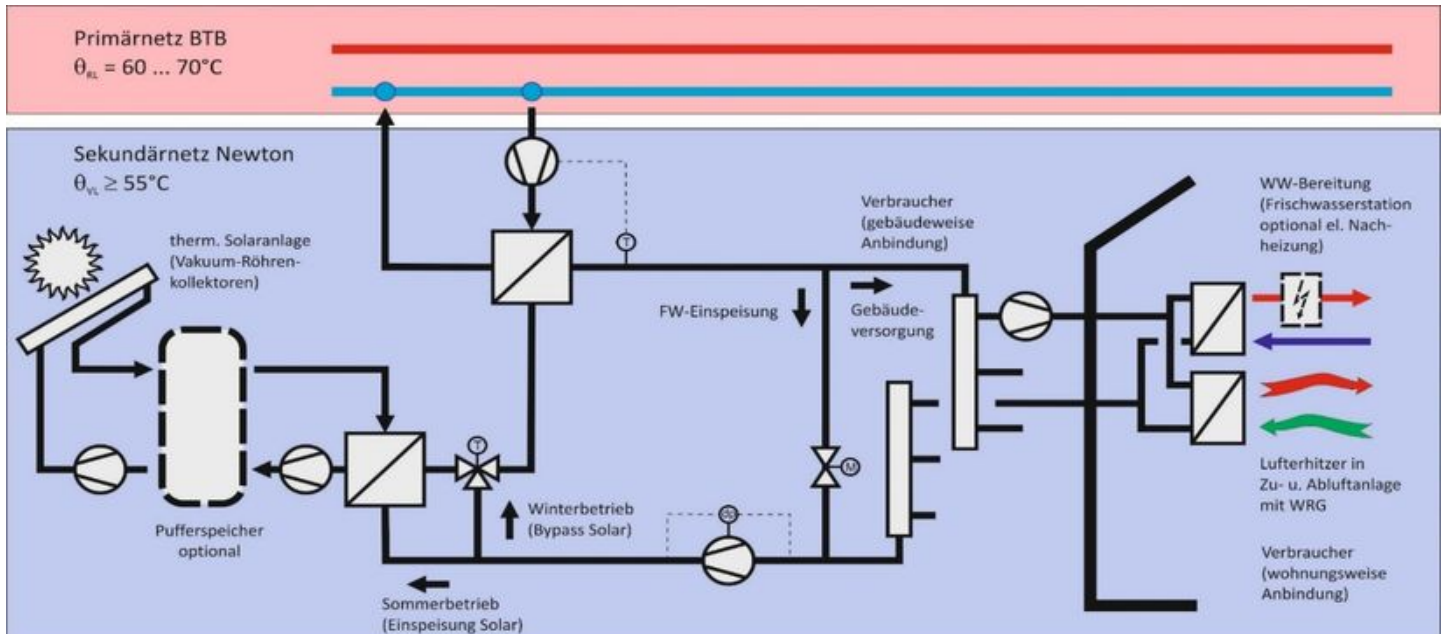 Primärnetz BTB
θRL = 60 ... 70°C
Sekundärnetz Newton
θVL ≥ 55°C
therm. Solaranlage
(Vakuum-Röhren-
kollektoren)
T
Verbraucher
(gebäudeweise
Anbindung)
WW-Bereitung
(Frischwasserstation
optional el. Nach-
heizung)
FW-Einspeisung
Gebäude-
versorgung
T
M
Pufferspeicher
optional
Winterbetrieb
(Bypass Solar)
dp
Sommerbetrieb
(Einspeisung Solar)
Lufterhitzer in
Zu- u. Abluftanlage
mit WRG
Verbraucher
(wohnungsweise
Anbindung)